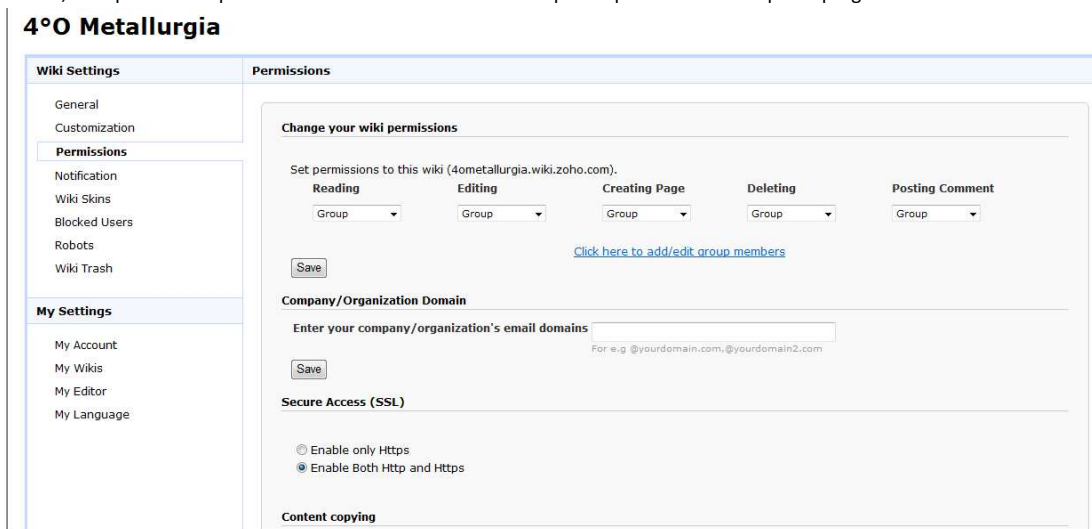 4°O Metallurgia
Wiki Settings
General
Customization
Permissions
Notification
Wiki Skins
Blocked Users
Robots
Wiki Trash
My Settings
My Account
My Wikis
My Editor
My Language
Permissions
Change your wiki permissions
Set permissions to this wiki (4ometallurgia.wiki.zoho.com).
Reading Editing Creating Page Deleting Posting Comment
Group Group Group Group Group
Click here to add/edit group members
Save
Company/Organization Domain
Enter your company/organization's email domains
For e.g @yourdomain.com,@yourdomain2.com
Save
Secure Access (SSL)
Enable only Https
Enable Both Http and Https
Content copying